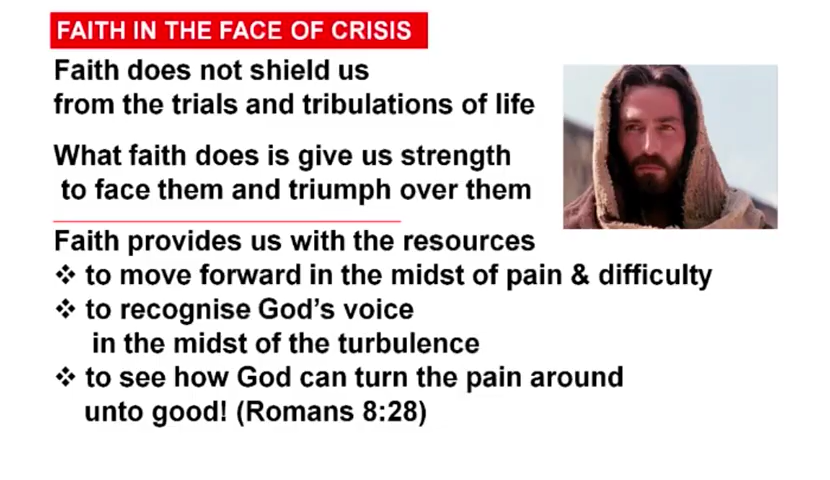 FAITH IN THE FACE OF CRISIS
Faith does not shield us
from the trials and tribulations of life
What faith does is give us strength
to face them and triumph over them
Faith provides us with the resources
❖ to move forward in the midst of pain & difficulty
❖ to recognise God’s voice
in the midst of the turbulence
❖ to see how God can turn the pain around
unto good! (Romans 8:28)